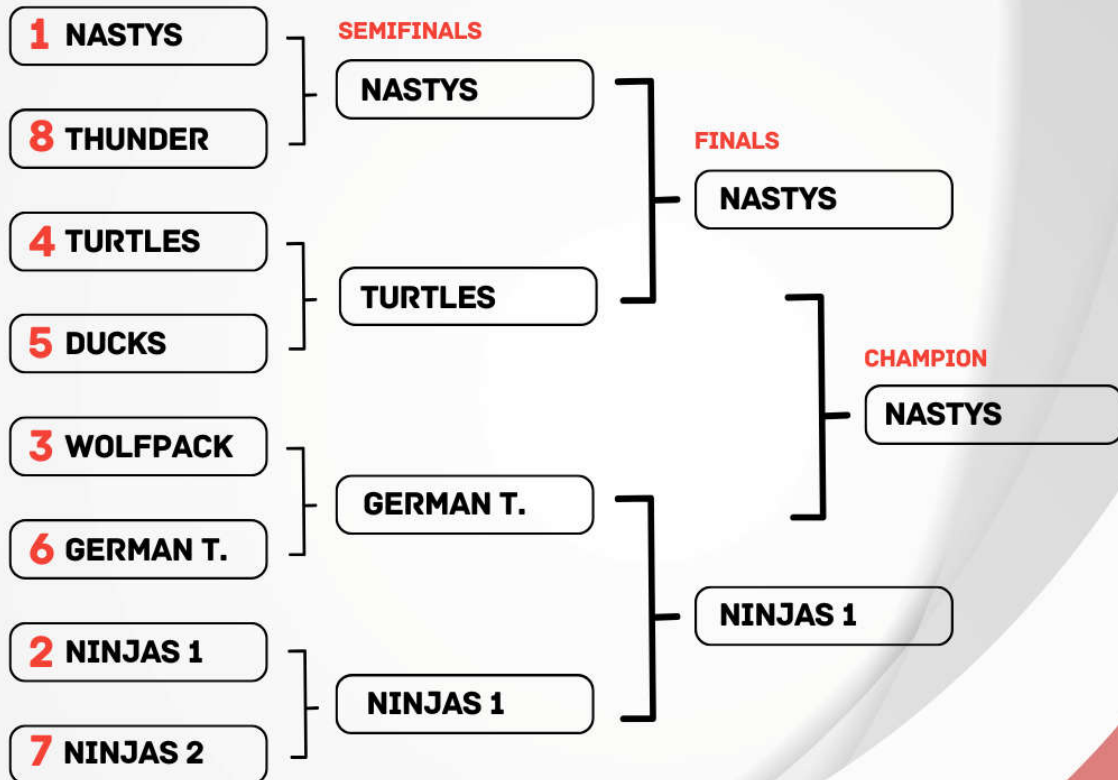 1 NASTYS
8 THUNDER
4 TURTLES
5 DUCKS
3 WOLFPACK
6 GERMAN T.
2 NINJAS 1
7 NINJAS 2
SEMIFINALS
NASTYS
TURTLES
GERMAN T.
NINJAS 1
FINALS
NASTYS
NINJAS 1
CHAMPION
NASTYS